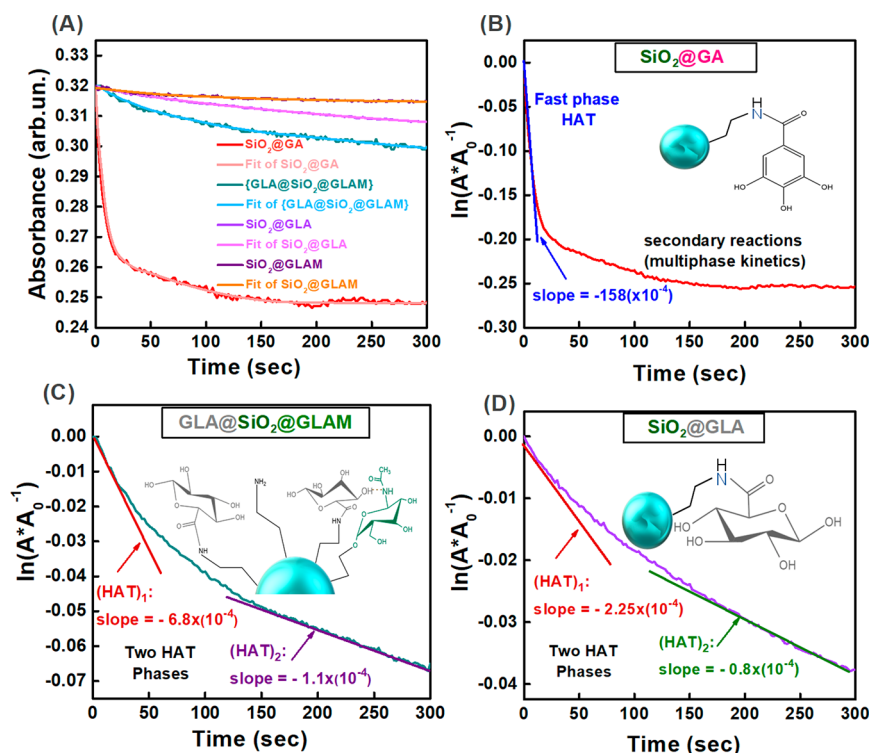 (A)
0.33
0.32
0.31
0.30
0.29
0.28
0.27
0.26
0.25
0.24
Absorbance (arb.un.)
SiO2@GA
Fit of SiO2@GA
{GLA@SiO2@GLAM}
Fit of {GLA@SiO2@GLAM}
SiO2@GLA
Fit of SiO2@GLA
SiO2@GLAM
Fit of SiO2@GLAM
0 50 100 150 200 250 300
Time (sec)
(B)
SiO2@GA
0.00
-0.05
-0.10
-0.15
-0.20
-0.25
-0.30
ln(A*A0-1)
Fast phase
HAT
H
N
O
HO
OH
OH
secondary reactions
(multiphase kinetics)
slope = -158(x10-4)
0 50 100 150 200 250 300
Time (sec)
(C)
GLA@SiO2@GLAM
0.00
-0.01
-0.02
-0.03
-0.04
-0.05
-0.06
-0.07
ln(A*A0-1)
(HAT)1:
slope = - 6.8x(10-4)
Two HAT
Phases
(HAT)2:
slope = - 1.1x(10-4)
0 50 100 150 200 250 300
Time (sec)
NH2
(D)
SiO2@GLA
0.00
-0.01
-0.02
-0.03
-0.04
ln(A*A0-1)
H
N
O
O
OH
HO
HO
OH
OH
(HAT)1:
slope = - 2.25x(10-4)
Two HAT
Phases
(HAT)2:
slope = - 0.8x(10-4)
0 50 100 150 200 250 300
Time (sec)